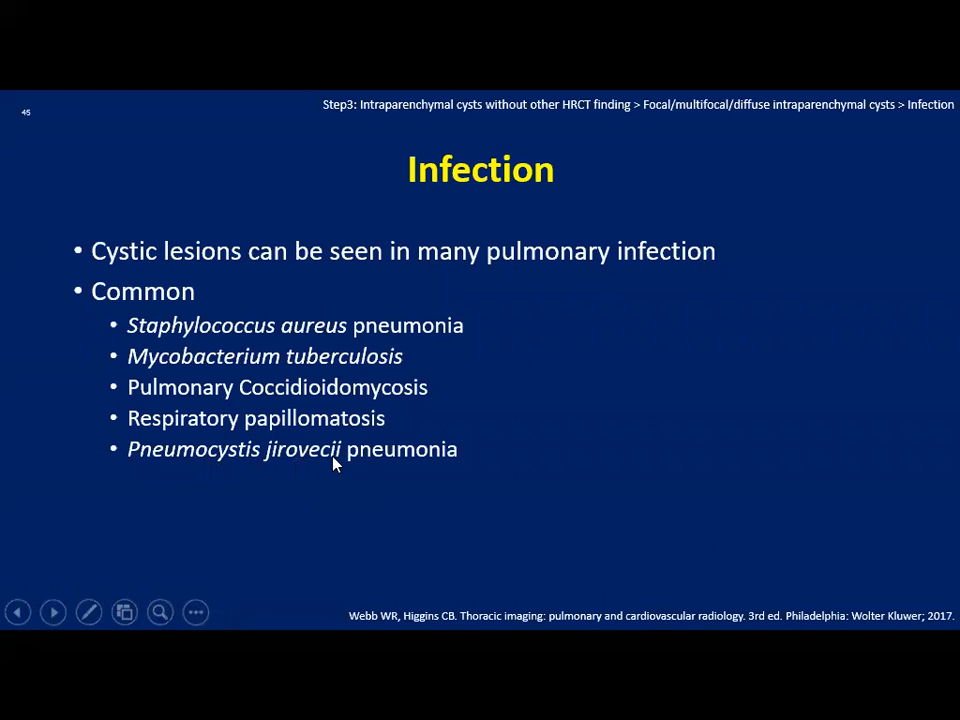 45
Step3: Intraparenchymal cysts without other HRCT finding > Focal/multifocal/diffuse intraparenchymal cysts > Infection
Infection
• Cystic lesions can be seen in many pulmonary infection
• Common
• Staphylococcus aureus pneumonia
• Mycobacterium tuberculosis
• Pulmonary Coccidioidomycosis
• Respiratory papillomatosis
• Pneumocystis jirovecii pneumonia
Webb WR, Higgins CB. Thoracic imaging: pulmonary and cardiovascular radiology. 3rd ed. Philadelphia: Wolter Kluwer; 2017.